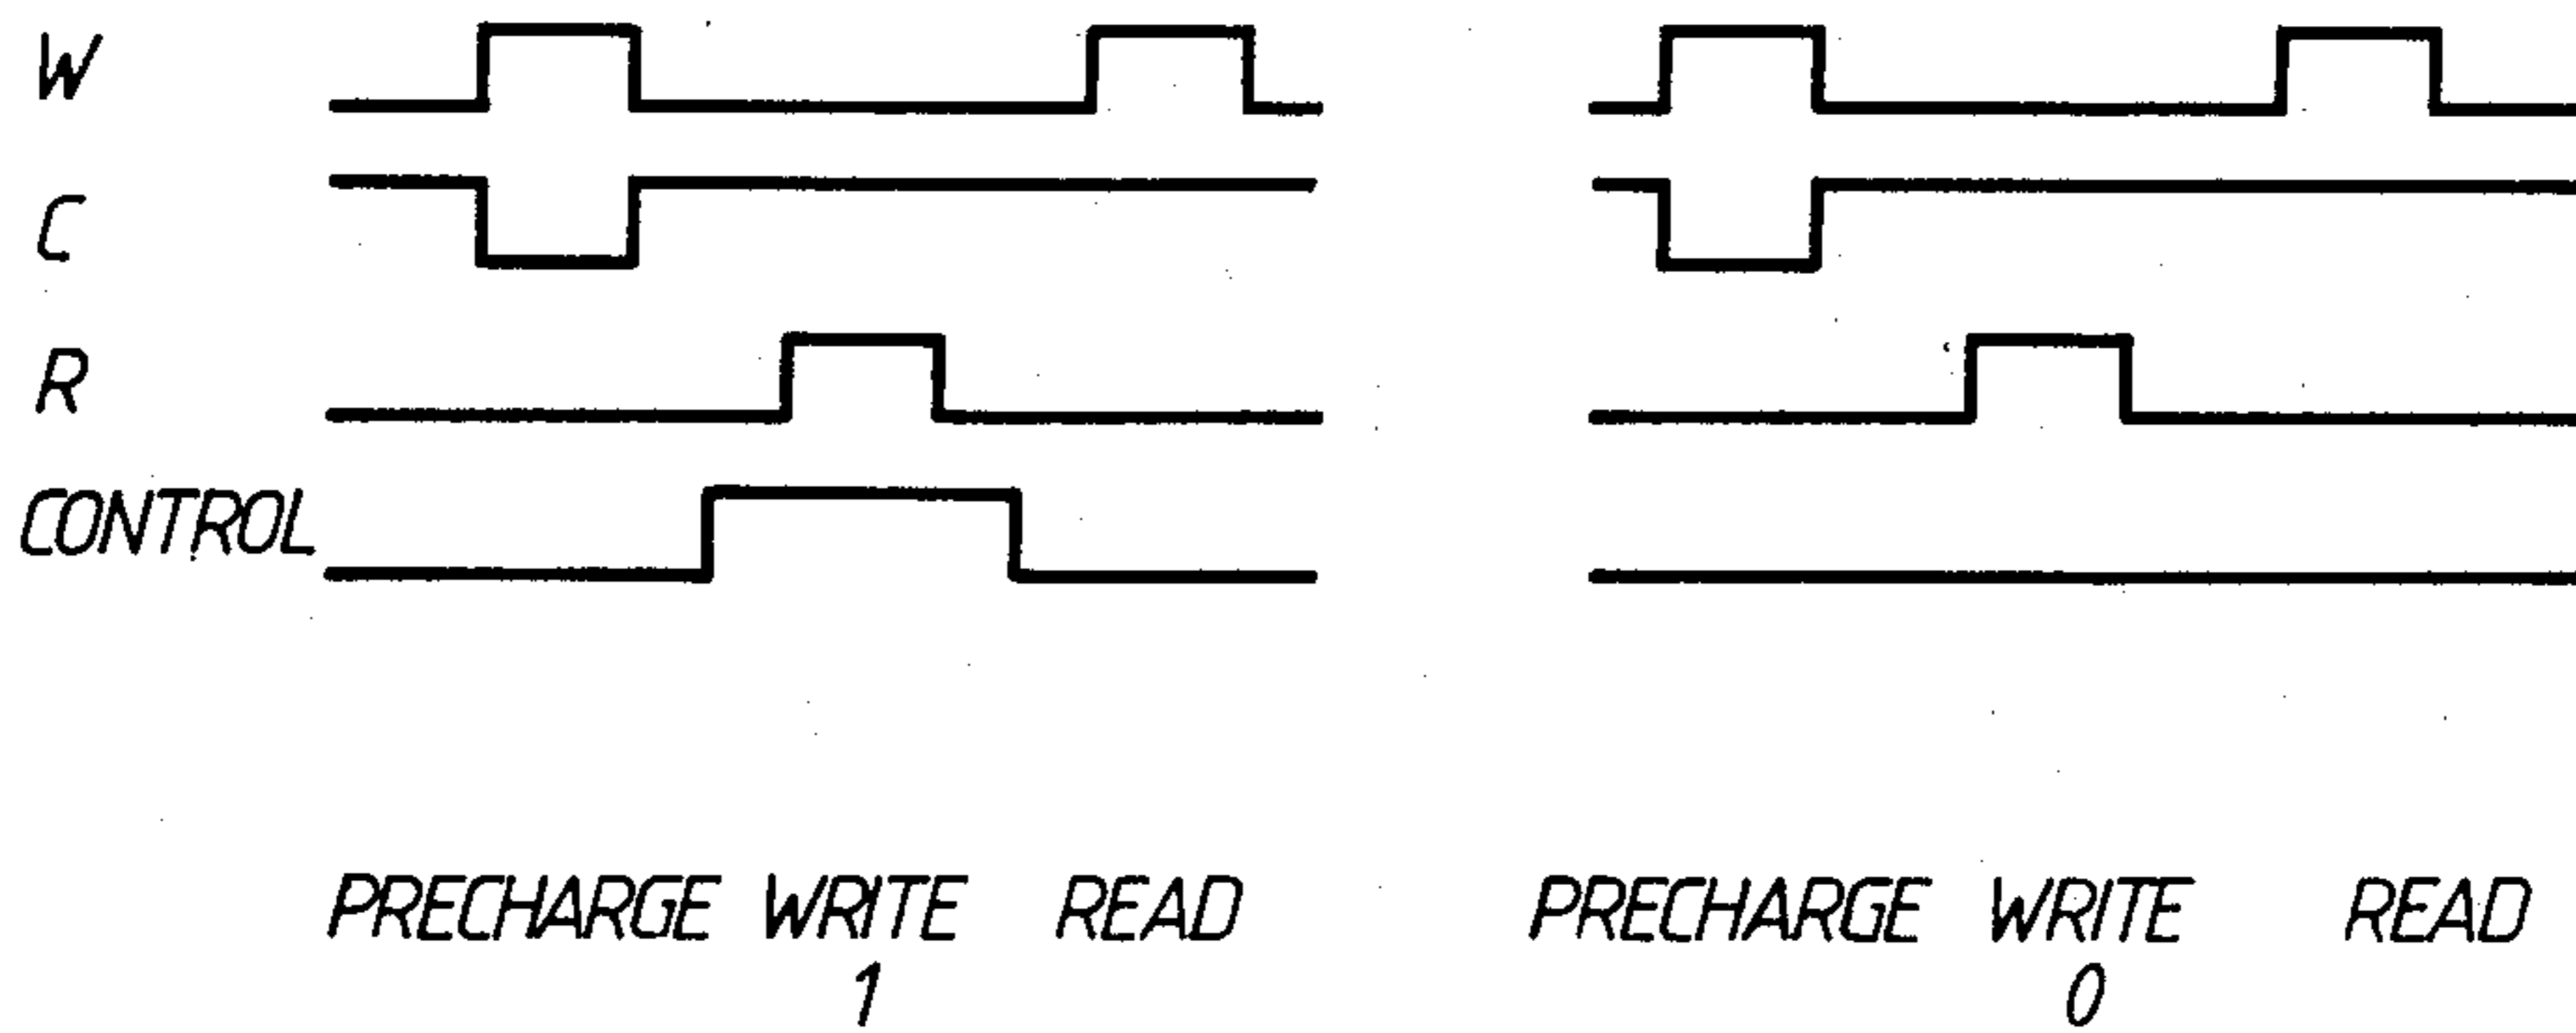 W
C
R
CONTROL
PRECHARGE WRITE READ PRECHARGE WRITE READ
1 0